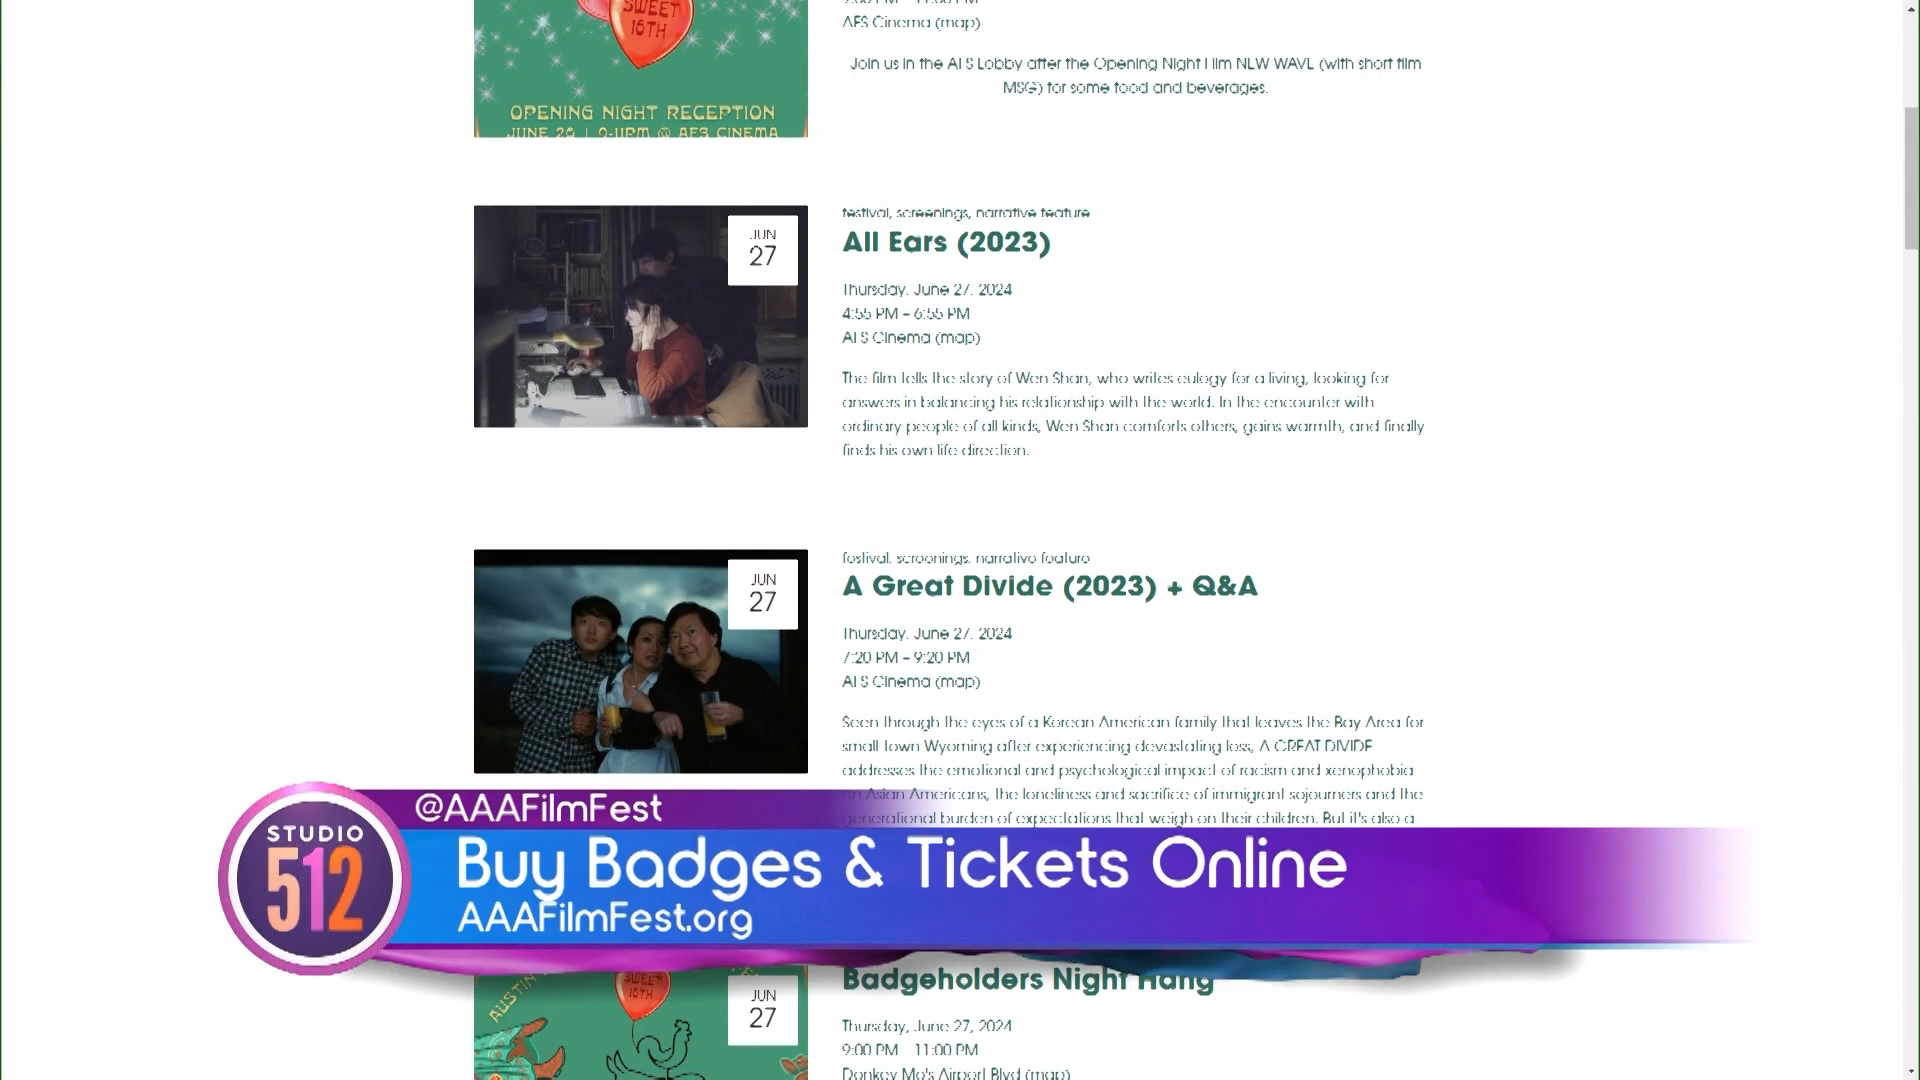 SWEET
16TH
OPENING NIGHT RECEPTION
JUNE 26 | 9-11PM @ AFS CINEMA
AFS Cinema (map)
Join us in the AFS Lobby after the Opening Night Film NEW WAVE (with short film
MSG) for some food and beverages.
JUN
27
festival, screenings, narrative feature
All Ears (2023)
Thursday, June 27, 2024
4:55 PM – 6:55 PM
AFS Cinema (map)
The film tells the story of Wen Shan, who writes eulogy for a living, looking for
answers in balancing his relationship with the world. In the encounter with
ordinary people of all kinds, Wen Shan comforts others, gains warmth, and finally
finds his own life direction.
JUN
27
festival, screenings, narrative feature
A Great Divide (2023) + Q&A
Thursday, June 27, 2024
7:20 PM – 9:20 PM
AFS Cinema (map)
Seen through the eyes of a Korean American family that leaves the Bay Area for
small town Wyoming after experiencing devastating loss, A GREAT DIVIDE
addresses the emotional and psychological impact of racism and xenophobia
on Asian Americans, the loneliness and sacrifice of immigrant sojourners and the
generational burden of expectations that weigh on their children. But it's also a
@AAAFilmFest
STUDIO
512
Buy Badges & Tickets Online
AAAFilmFest.org
AUSTIN
SWEET
16TH
JUN
27
Badgeholders Night Hang
Thursday, June 27, 2024
9:00 PM – 11:00 PM
Donkey Mo's Airport Blvd (map)